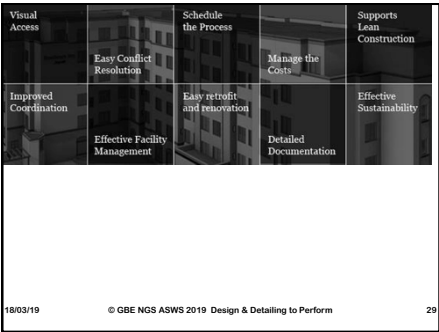 Visual
Access
Easy Conflict
Resolution
Schedule
the Process
Manage the
Costs
Supports
Lean
Construction
Improved
Coordination
Effective Facility
Management
Easy retrofit
and renovation
Detailed
Documentation
Effective
Sustainability
18/03/19
© GBE NGS ASWS 2019 Design & Detailing to Perform
29